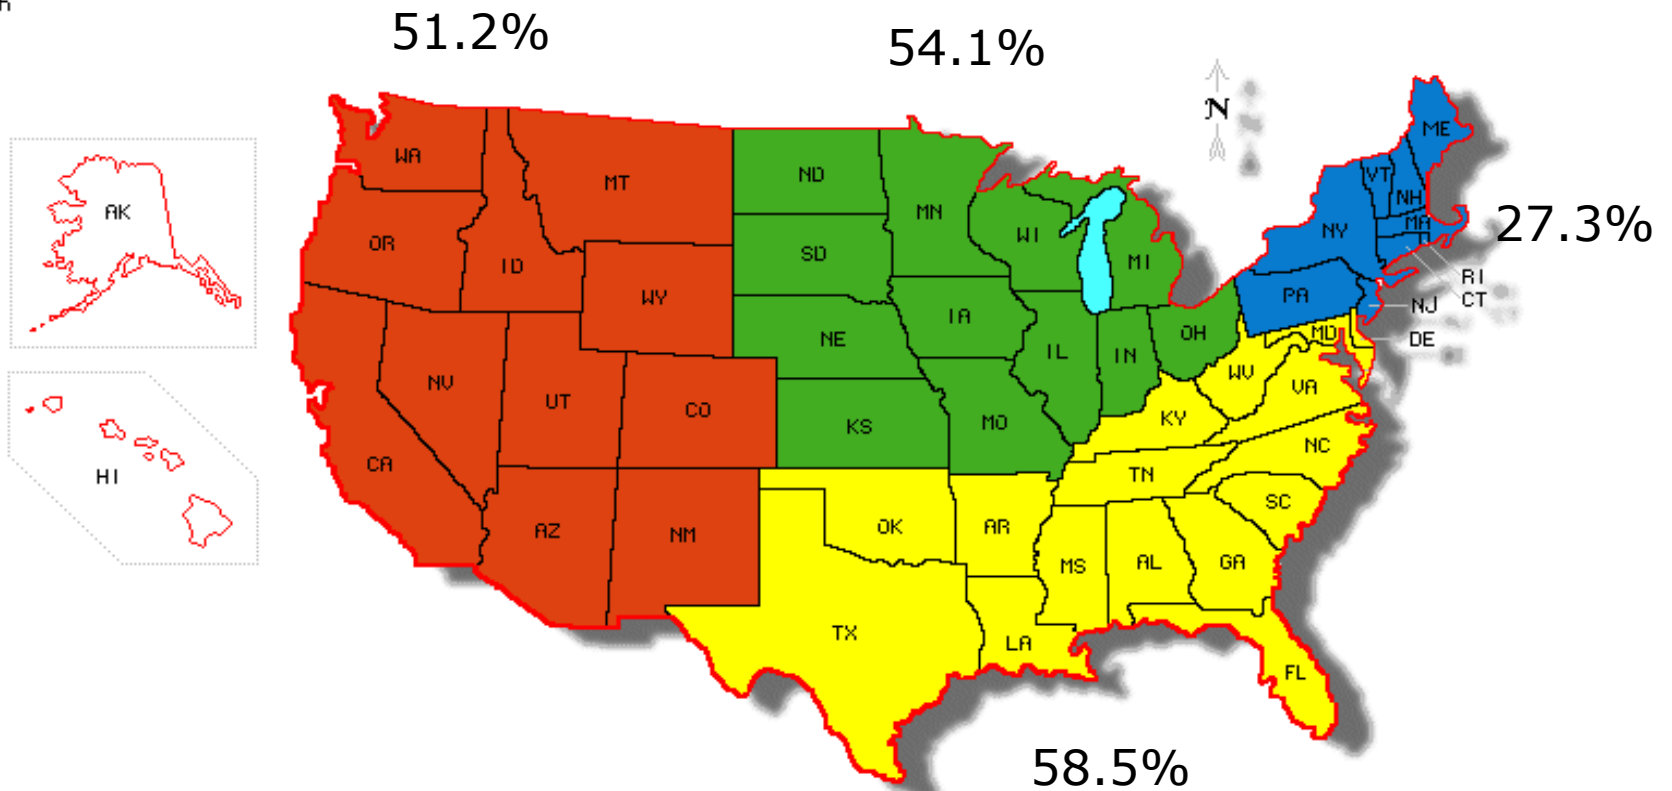 51.2%
54.1%
N
ME
WA
VT
MT
ND
NH
AK
MN
MA
27.3%
NY
WI
OR
SD
MI
ID
RI
PA
WY
CT
NJ
IA
MD
OH
NE
DE
IL
IN
WV
NV
VA
UT
CO
KY
KS
MO
NC
CA
TN
HI
SC
OK
AR
AZ
NM
GA
AL
MS
TX
LA
FL
58.5%